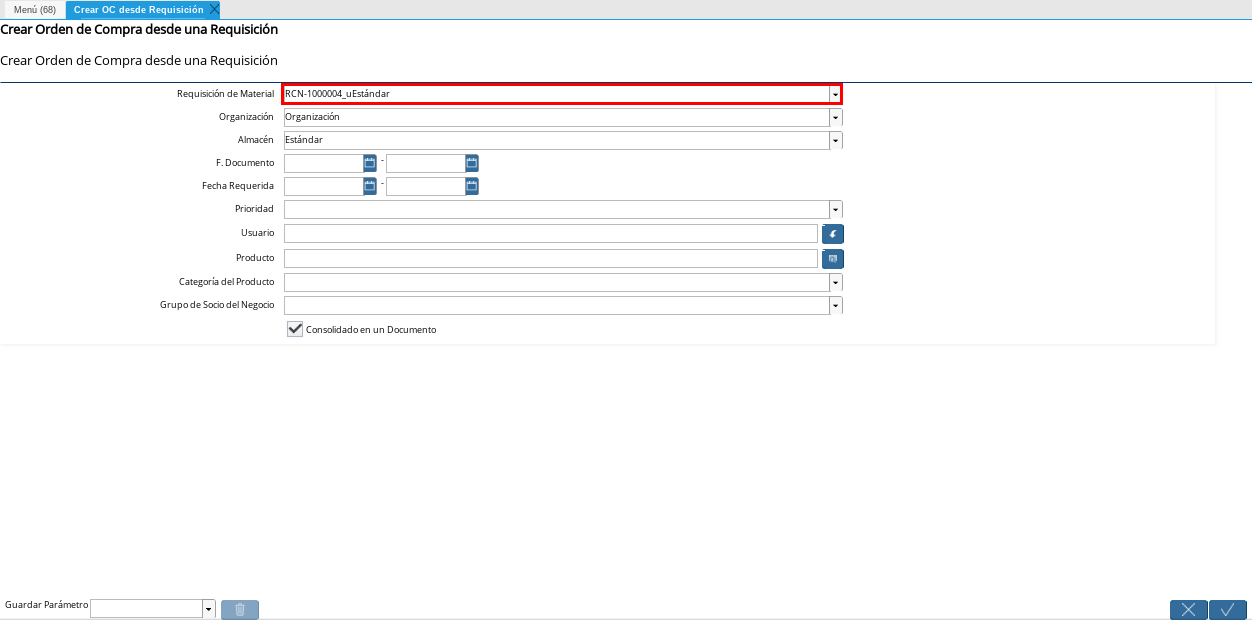 Menú (68) Crear OC desde Requisición
Crear Orden de Compra desde una Requisición
Crear Orden de Compra desde una Requisición
Requisición de Material RCN-1000004_uEstándar
Organización Organización
Almacén Estándar
F. Documento -
Fecha Requerida -
Prioridad
Usuario
Producto
Categoría del Producto
Grupo de Socio del Negocio
Consolidado en un Documento
Guardar Parámetro